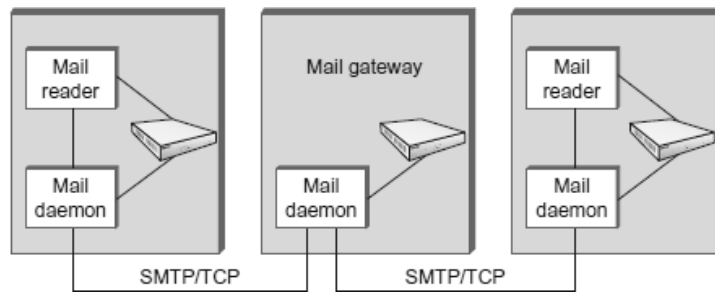 Mail
reader
Mail
daemon
Mail gateway
Mail
daemon
Mail
reader
Mail
daemon
SMTP/TCP
SMTP/TCP